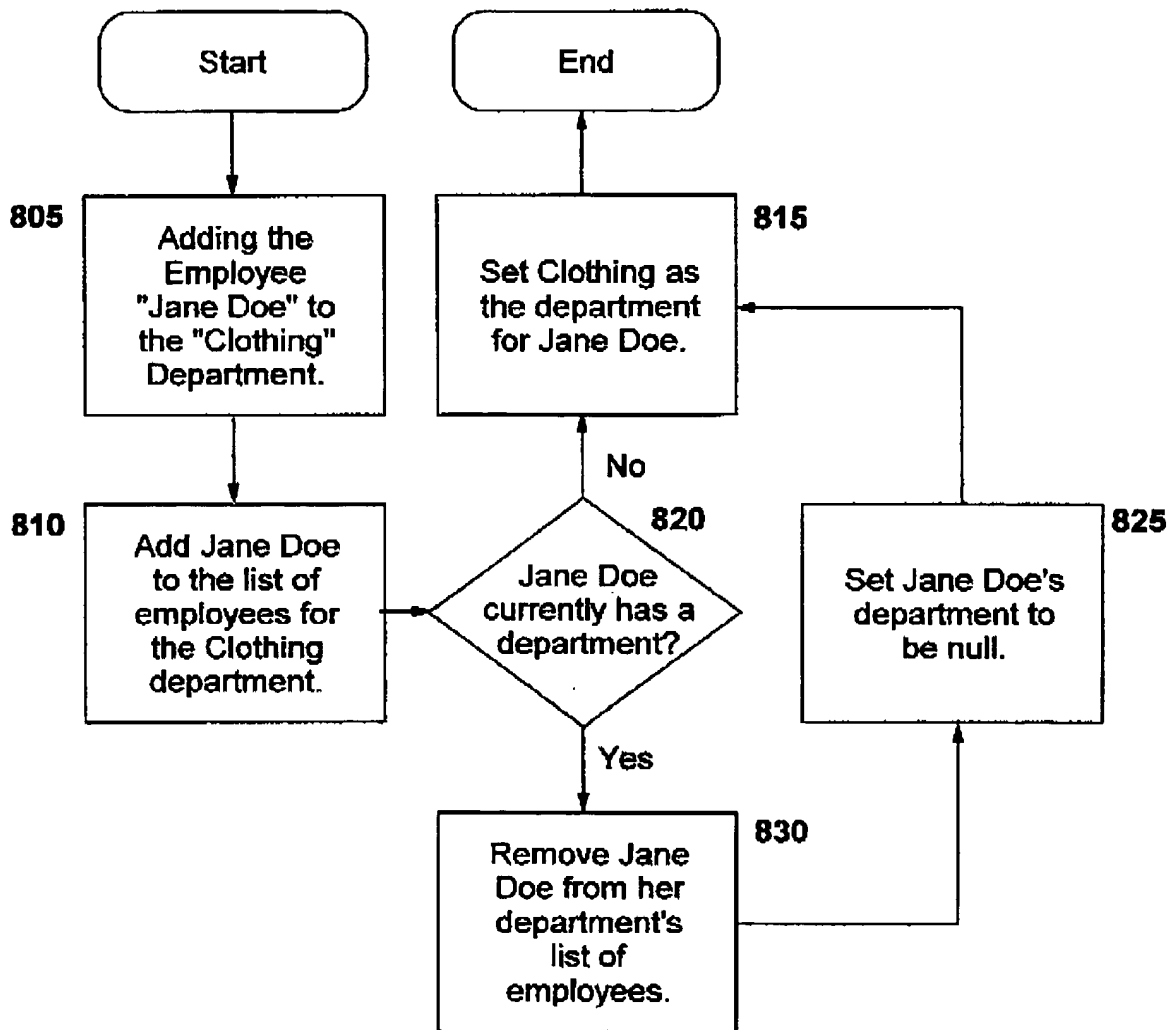 Start
End
805
Adding the
Employee
"Jane Doe" to
the "Clothing"
Department.
815
Set Clothing as
the department
for Jane Doe.
No
810
Add Jane Doe
to the list of
employees for
the Clothing
department.
820
Jane Doe
currently has a
department?
825
Set Jane Doe's
department to
be null.
Yes
830
Remove Jane
Doe from her
department's
list of
employees.